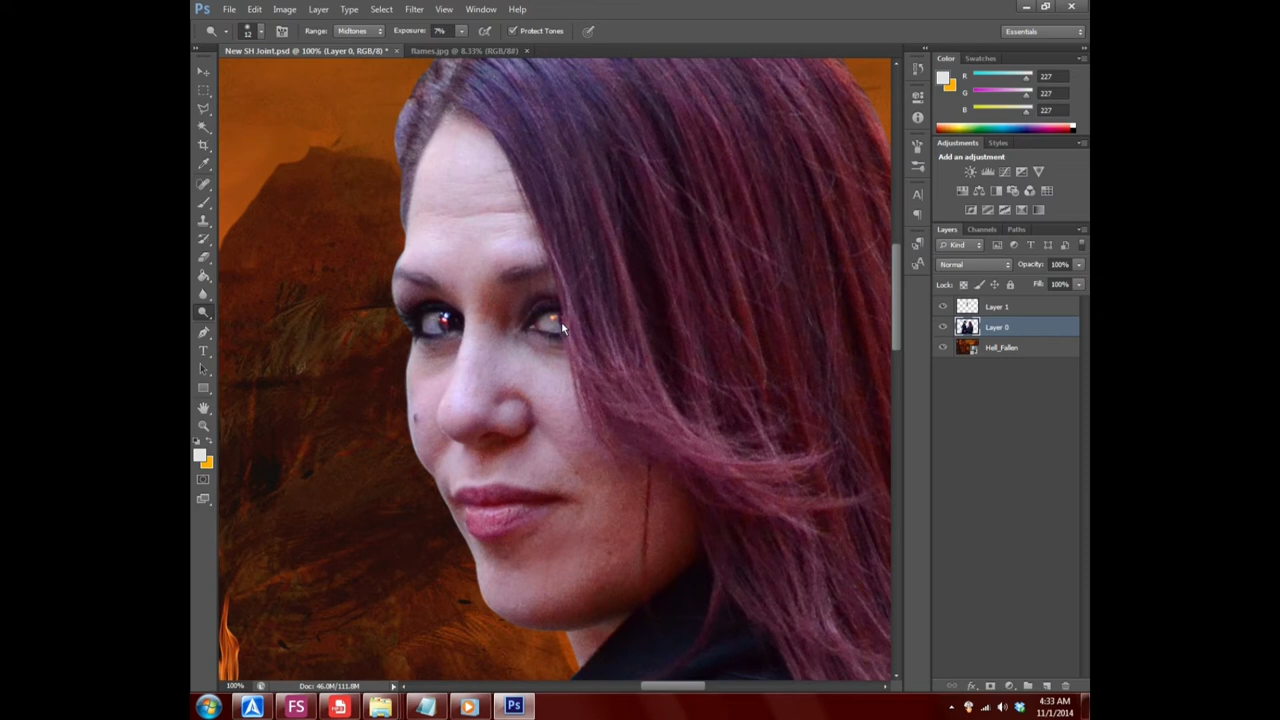 Ps File Edit Image Layer Type Select Filter View Window Help
12 Range: Midtones Exposure: 7% Protect Tones Essentials
New SH Joint.psd @ 100% (Layer 0, RGB/8) * × flames.jpg @ 8.33% (RGB/8#) ×
Color Swatches
R 227
G 227
B 227
Adjustments Styles
Add an adjustment
Layers Channels Paths
Kind
Normal Opacity: 100%
Lock: Fill: 100%
Layer 1
Layer 0
Hell_Fallen
100% Doc: 46.0M/111.8M
FS Ps 4:33 AM
11/1/2014